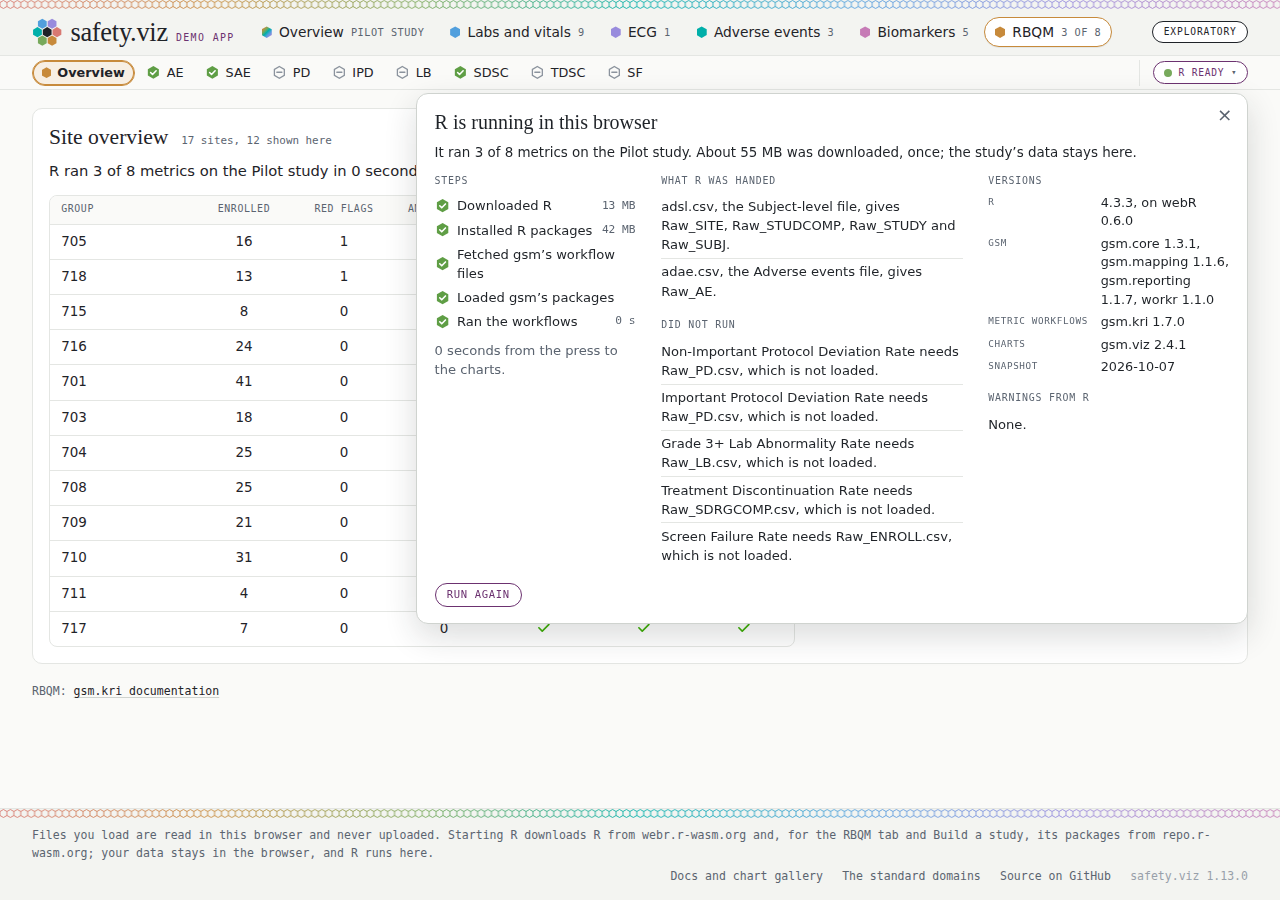 safety.viz DEMO APP
Overview PILOT STUDY
Labs and vitals 9
ECG 1
Adverse events 3
Biomarkers 5
RBQM 3 OF 8
EXPLORATORY
Overview
AE
SAE
PD
IPD
LB
SDSC
TDSC
SF
R READY
Site overview 17 sites, 12 shown here
R ran 3 of 8 metrics on the Pilot study in 0 second
GROUP ENROLLED RED FLAGS
705 16 1
718 13 1
715 8 0
716 24 0
701 41 0
703 18 0
704 25 0
708 25 0
709 21 0
710 31 0
711 4 0
717 7 0 0
R is running in this browser
It ran 3 of 8 metrics on the Pilot study. About 55 MB was downloaded, once; the study’s data stays here.
STEPS
Downloaded R 13 MB
Installed R packages 42 MB
Fetched gsm’s workflow
files
Loaded gsm’s packages
Ran the workflows 0 s
0 seconds from the press to
the charts.
WHAT R WAS HANDED
adsl.csv, the Subject-level file, gives
Raw_SITE, Raw_STUDCOMP, Raw_STUDY and
Raw_SUBJ.
adae.csv, the Adverse events file, gives
Raw_AE.
DID NOT RUN
Non-Important Protocol Deviation Rate needs
Raw_PD.csv, which is not loaded.
Important Protocol Deviation Rate needs
Raw_PD.csv, which is not loaded.
Grade 3+ Lab Abnormality Rate needs
Raw_LB.csv, which is not loaded.
Treatment Discontinuation Rate needs
Raw_SDRGCOMP.csv, which is not loaded.
Screen Failure Rate needs Raw_ENROLL.csv,
which is not loaded.
VERSIONS
R 4.3.3, on webR
0.6.0
GSM gsm.core 1.3.1,
gsm.mapping 1.1.6,
gsm.reporting
1.1.7, workr 1.1.0
METRIC WORKFLOWS gsm.kri 1.7.0
CHARTS gsm.viz 2.4.1
SNAPSHOT 2026-10-07
WARNINGS FROM R
None.
RUN AGAIN
RBQM: gsm.kri documentation
Files you load are read in this browser and never uploaded. Starting R downloads R from webr.r-wasm.org and, for the RBQM tab and Build a study, its packages from repo.r-
wasm.org; your data stays in the browser, and R runs here.
Docs and chart gallery The standard domains Source on GitHub safety.viz 1.13.0